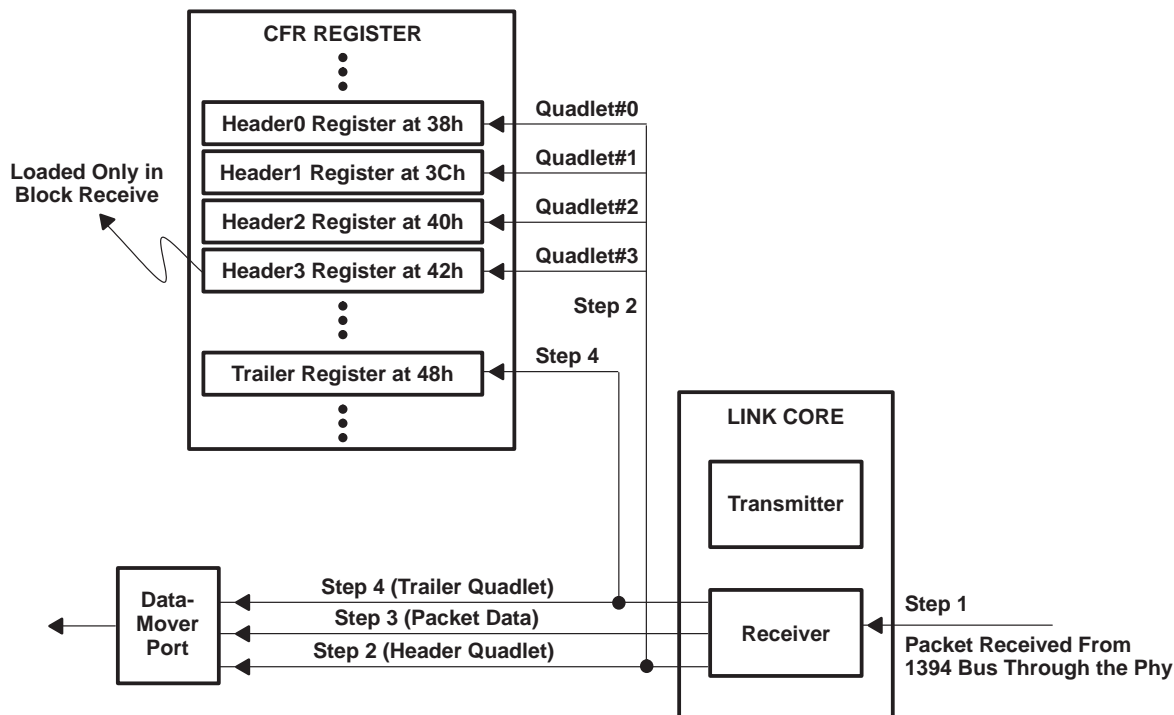 CFR REGISTER
Header0 Register at 38h
Header1 Register at 3Ch
Header2 Register at 40h
Header3 Register at 42h
Trailer Register at 48h
Loaded Only in
Block Receive
Quadlet#0
Quadlet#1
Quadlet#2
Quadlet#3
Step 2
Step 4
LINK CORE
Transmitter
Receiver
Step 1
Packet Received From
1394 Bus Through the Phy
Step 4 (Trailer Quadlet)
Step 3 (Packet Data)
Step 2 (Header Quadlet)
Data-
Mover
Port